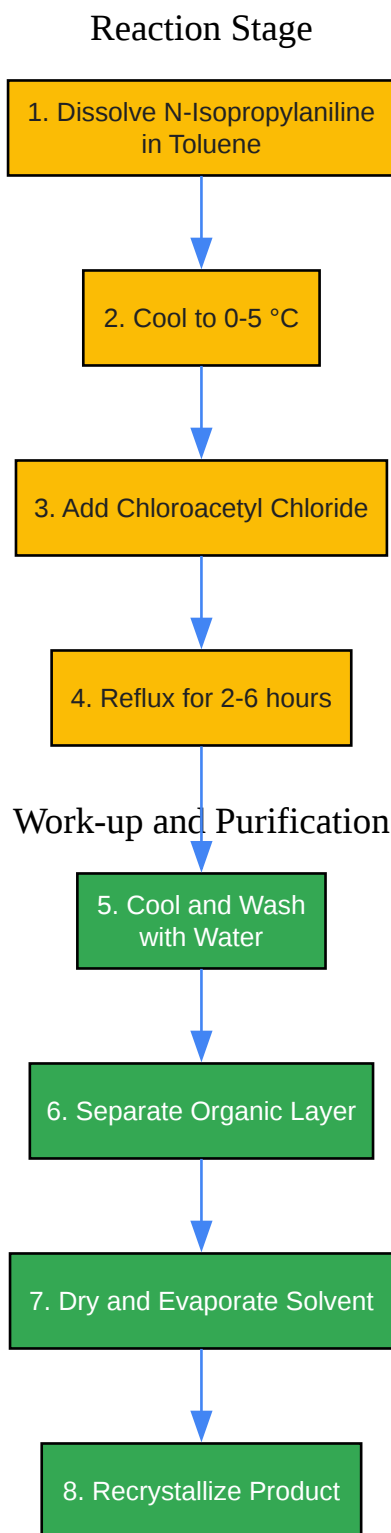 Reaction Stage
1. Dissolve N-Isopropylaniline
in Toluene
2. Cool to 0-5 °C
3. Add Chloroacetyl Chloride
4. Reflux for 2-6 hours
Work-up and Purification
5. Cool and Wash
with Water
6. Separate Organic Layer
7. Dry and Evaporate Solvent
8. Recrystallize Product